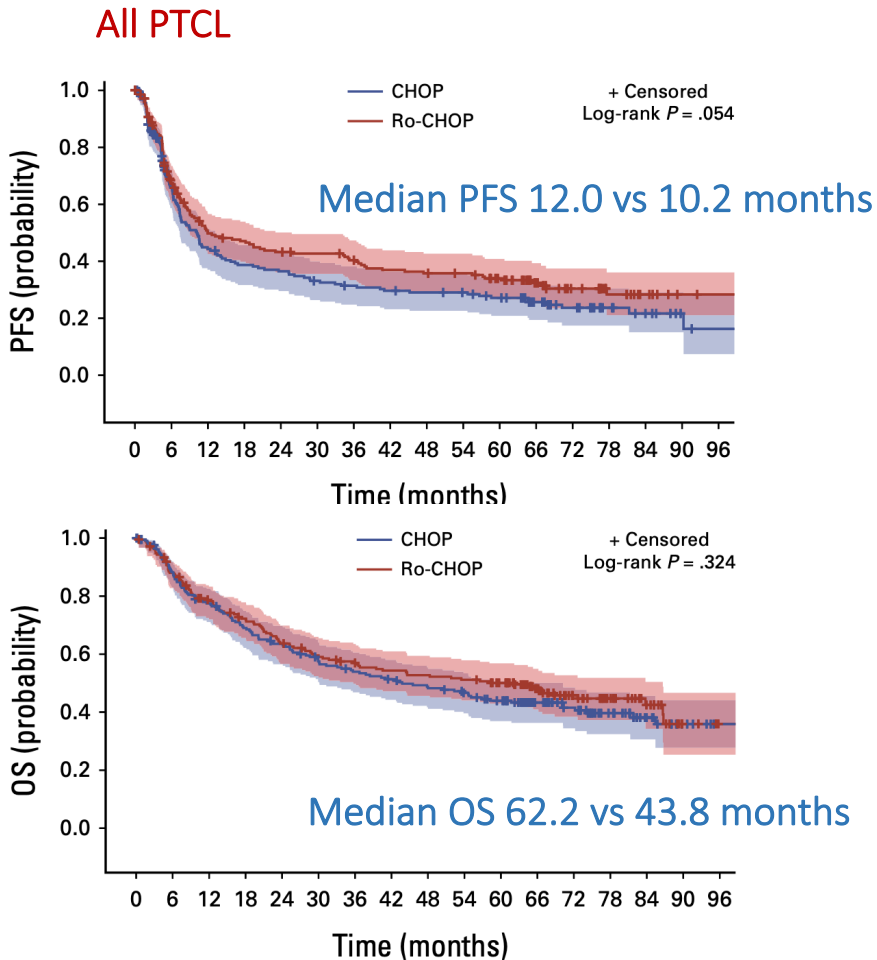 All PTCL
1.0
0.8
0.6
0.4
0.2
0.0
PFS (probability)
CHOP
Ro-CHOP
+ Censored
Log-rank P = .054
Median PFS 12.0 vs 10.2 months
0 6 12 18 24 30 36 42 48 54 60 66 72 78 84 90 96
Time (months)
1.0
0.8
0.6
0.4
0.2
0.0
OS (probability)
CHOP
Ro-CHOP
+ Censored
Log-rank P = .324
Median OS 62.2 vs 43.8 months
0 6 12 18 24 30 36 42 48 54 60 66 72 78 84 90 96
Time (months)